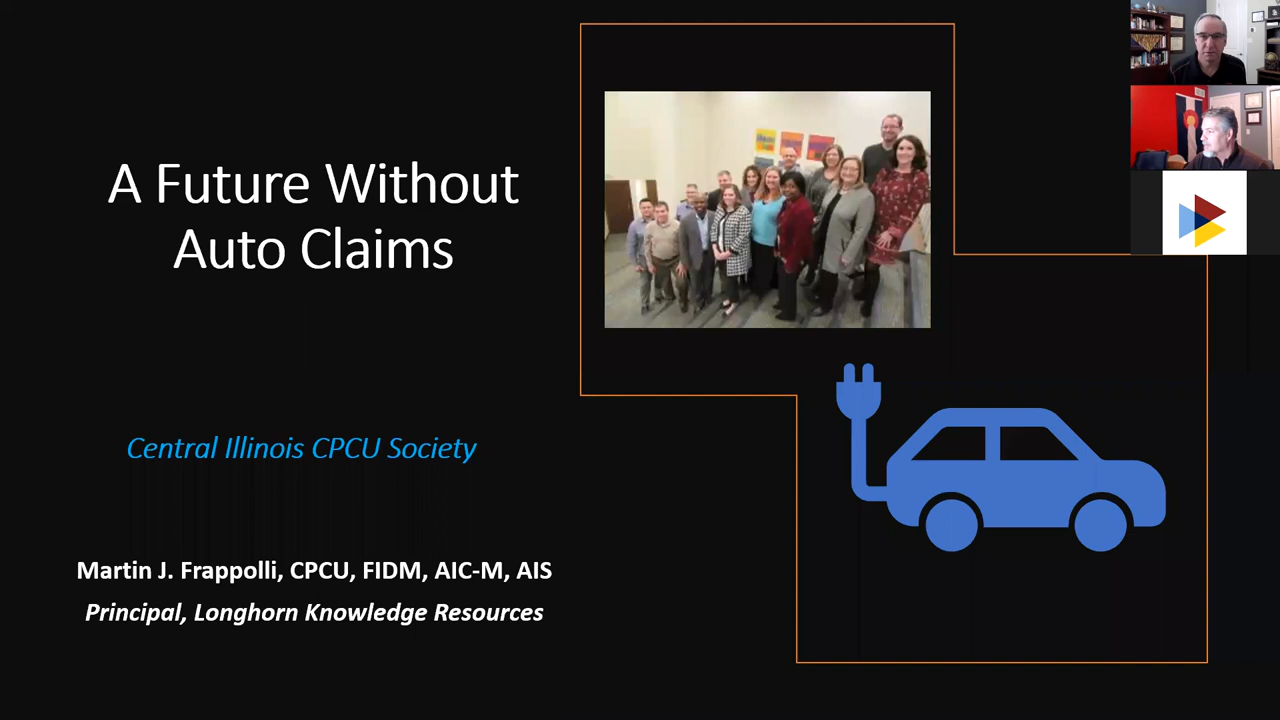 A Future Without
Auto Claims
Central Illinois CPCU Society
Martin J. Frappolli, CPCU, FIDM, AIC-M, AIS
Principal, Longhorn Knowledge Resources